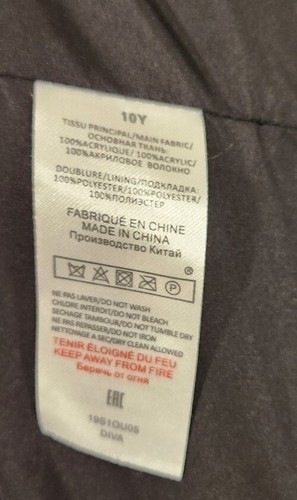 10Y
TISSU PRINCIPAL/MAIN FABRIC/
ОСНОВНАЯ ТКАНЬ:
100%ACRYLIQUE/ 100%ACRYLIC/
100%АКРИЛОВОЕ ВОЛОКНО
DOUBLURE/LINING/ПОДКЛАДКА:
100%POLYESTER/100%POLYESTER/
100%ПОЛИЭСТЕР
FABRIQUÉ EN CHINE
MADE IN CHINA
Производство Китай
®
P
NE PAS LAVER/DO NOT WASH
CHLORE INTERDIT/DO NOT BLEACH
SECHAGE TAMBOUR/DO NOT TUMBLE DRY
NE PAS REPASSER/DO NOT IRON
NETTOYAGE A SEC/DRY CLEAN ALLOWED
TENIR ÉLOIGNÉ DU FEU
KEEP AWAY FROM FIRE
Беречь от огня
EAC
19S1OU05
DIVA